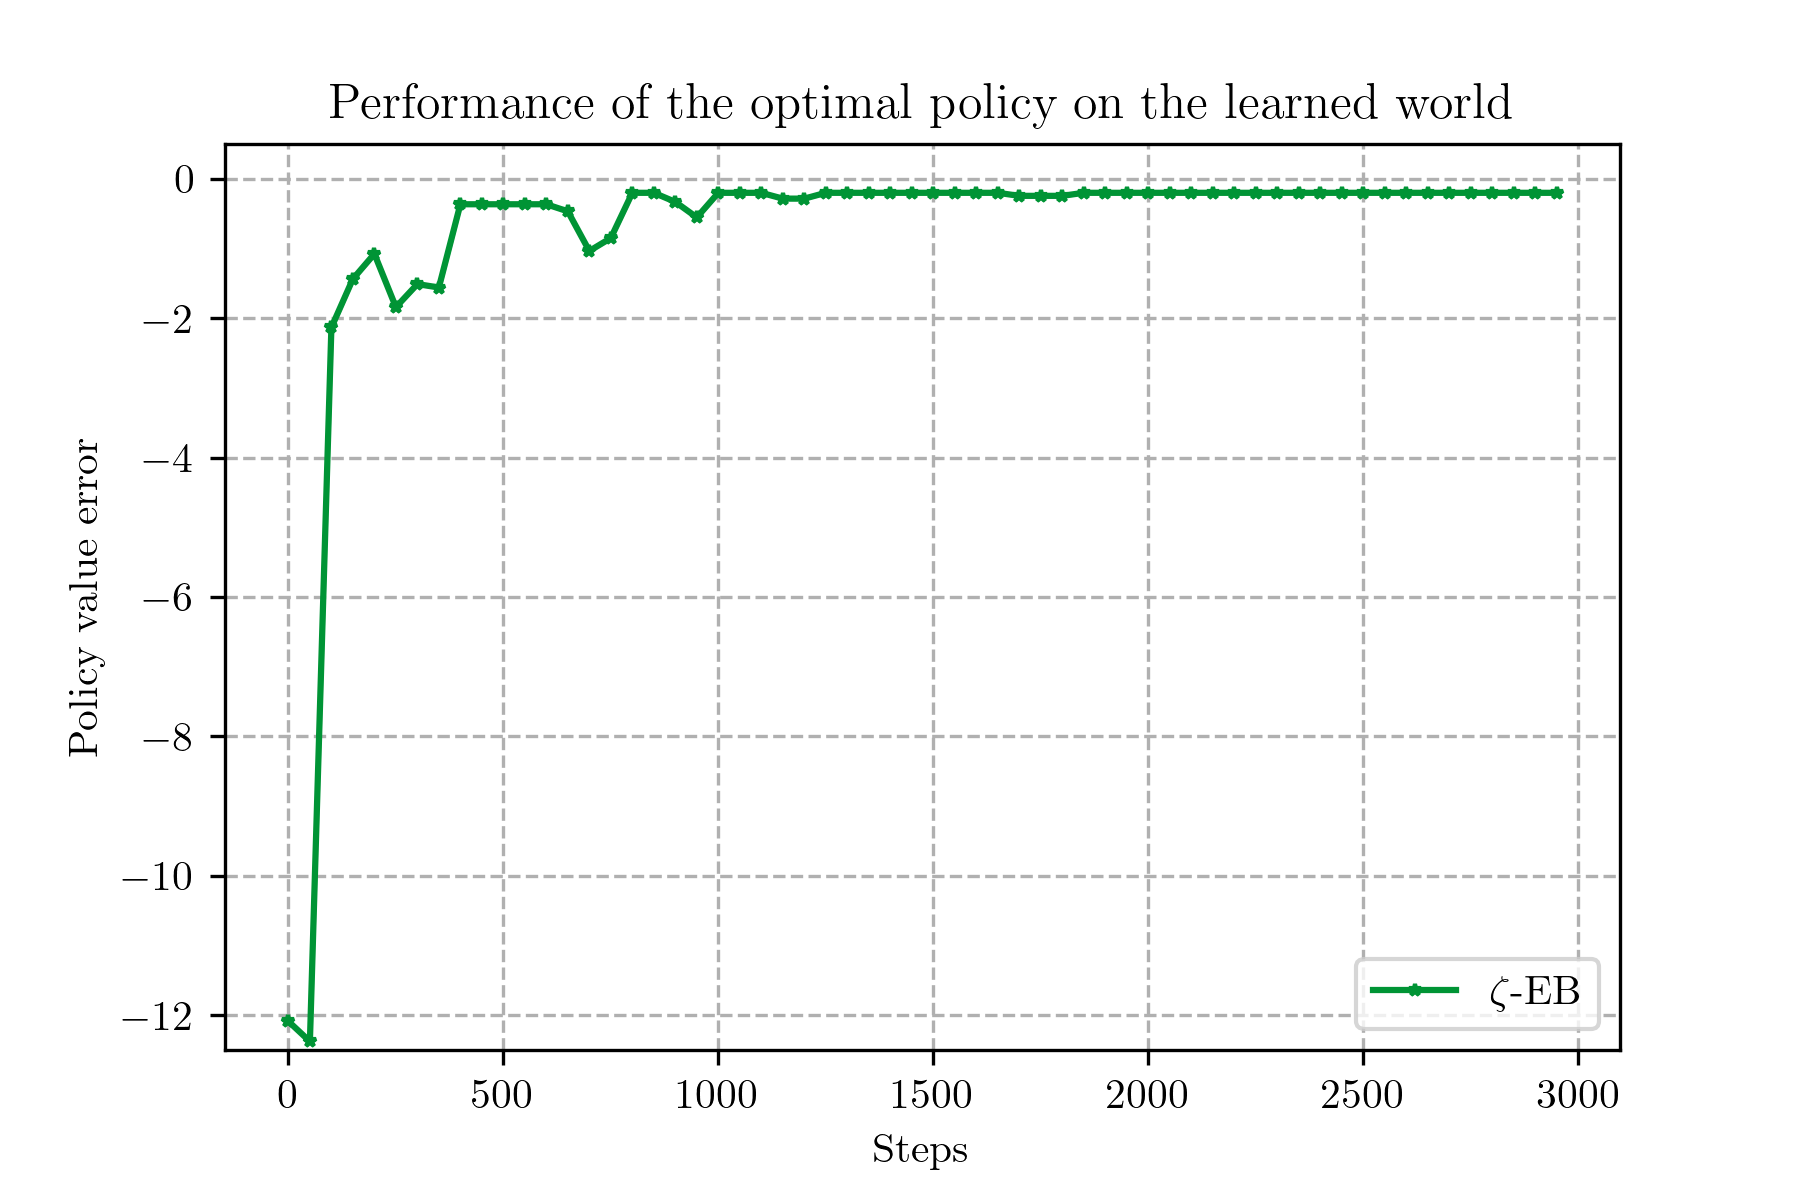 Performance of the optimal policy on the learned world
0
−2
−4
−6
−8
−10
−12
Policy value error
ζ-EB
0 500 1000 1500 2000 2500 3000
Steps